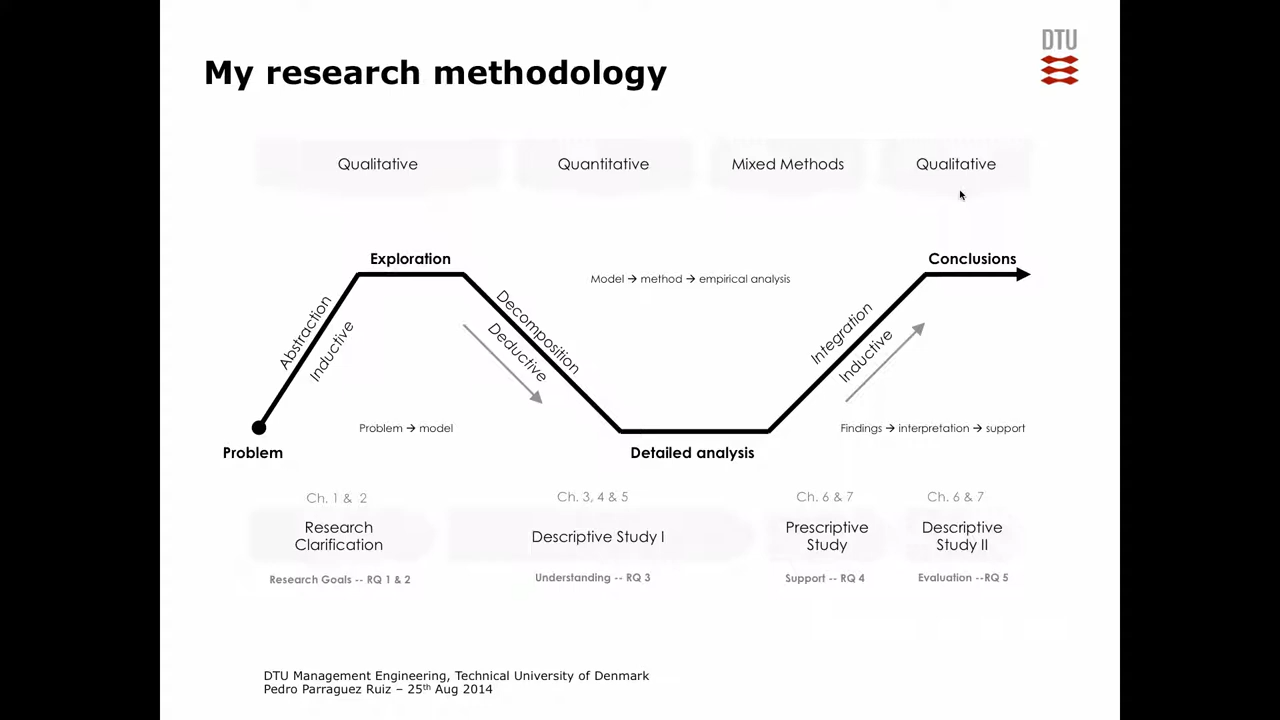 DTU
My research methodology
Qualitative
Quantitative
Mixed Methods
Qualitative
Exploration
Conclusions
Model → method → empirical analysis
Abstraction
Inductive
Decomposition
Deductive
Integration
Inductive
Problem → model
Findings → interpretation → support
Problem
Detailed analysis
Ch. 1 & 2
Ch. 3, 4 & 5
Ch. 6 & 7
Ch. 6 & 7
Research
Clarification
Descriptive Study I
Prescriptive
Study
Descriptive
Study II
Research Goals -- RQ 1 & 2
Understanding -- RQ 3
Support -- RQ 4
Evaluation --RQ 5
DTU Management Engineering, Technical University of Denmark
Pedro Parraguez Ruiz – 25th Aug 2014